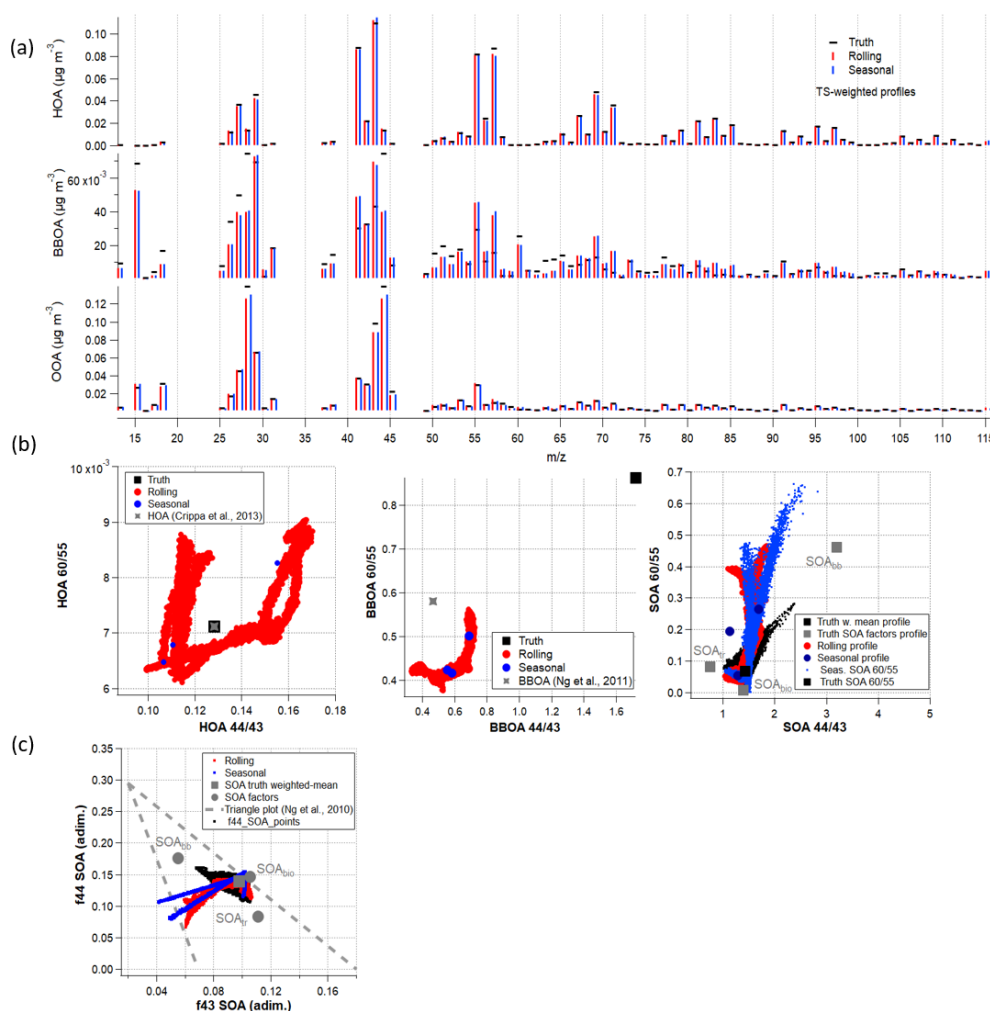 (a)
HOA (µg m⁻³)
0.10
0.08
0.06
0.04
0.02
0.00
Truth
Rolling
Seasonal
TS-weighted profiles
BBOA (µg m⁻³)
60 x10⁻³
40
20
OOA (µg m⁻³)
0.12
0.10
0.08
0.06
0.04
0.02
15 20 25 30 35 40 45 50 55 60 65 70 75 80 85 90 95 100 105 110 115
m/z
(b)
HOA 60/55
10 x10⁻³
9
8
7
6
Truth
Rolling
Seasonal
HOA (Crippa et al., 2013)
0.10 0.12 0.14 0.16 0.18
HOA 44/43
BBOA 60/55
0.8
0.7
0.6
0.5
0.4
Truth
Rolling
Seasonal
BBOA (Ng et al., 2011)
0.4 0.6 0.8 1.0 1.2 1.4 1.6
BBOA 44/43
SOA 60/55
0.7
0.6
0.5
0.4
0.3
0.2
0.1
0.0
SOAbb
SOAtr
SOAbio
Truth w. mean profile
Truth SOA factors profile
Rolling profile
Seasonal profile
Seas. SOA 60/55
Truth SOA 60/55
1 2 3 4 5
SOA 44/43
(c)
f44 SOA (adim.)
0.35
0.30
0.25
0.20
0.15
0.10
0.05
0.00
Rolling
Seasonal
SOA truth weighted-mean
SOA factors
Triangle plot (Ng et al., 2010)
f44_SOA_points
SOAbb
SOAbio
SOAtr
0.04 0.08 0.12 0.16
f43 SOA (adim.)